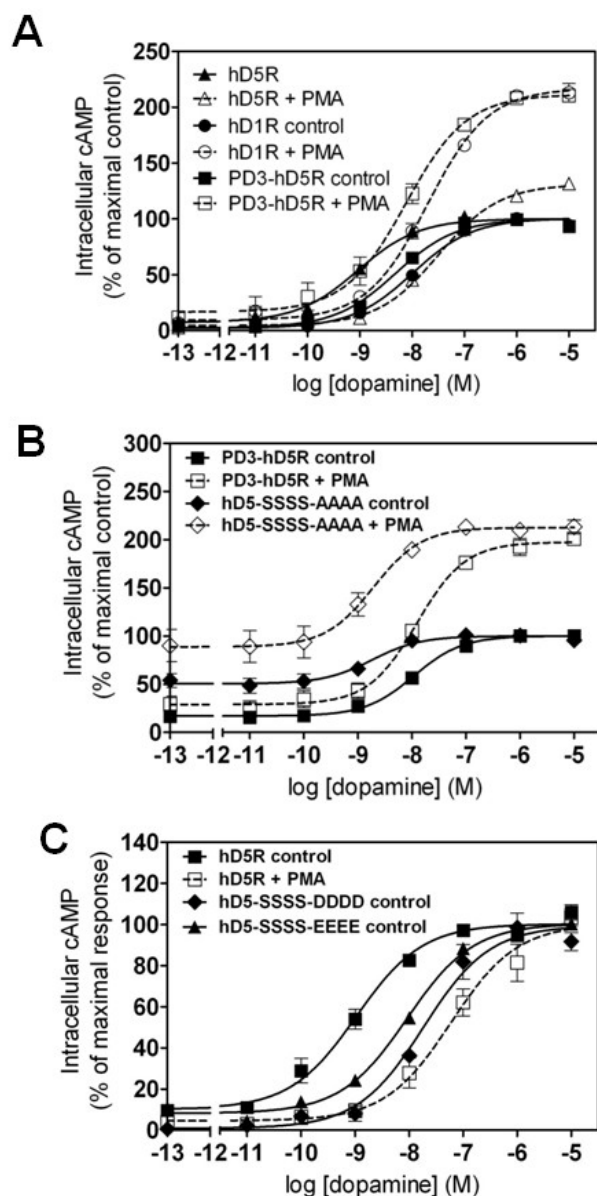 A
Intracellular cAMP
(% of maximal control)
250
200
150
100
50
0
hD5R
hD5R + PMA
hD1R control
hD1R + PMA
PD3-hD5R control
PD3-hD5R + PMA
-13 -12 -11 -10 -9 -8 -7 -6 -5
log [dopamine] (M)
B
Intracellular cAMP
(% of maximal control)
300
250
200
150
100
50
0
PD3-hD5R control
PD3-hD5R + PMA
hD5-SSSS-AAAA control
hD5-SSSS-AAAA + PMA
-13 -12 -11 -10 -9 -8 -7 -6 -5
log [dopamine] (M)
C
Intracellular cAMP
(% of maximal response)
140
120
100
80
60
40
20
0
hD5R control
hD5R + PMA
hD5-SSSS-DDDD control
hD5-SSSS-EEEE control
-13 -12 -11 -10 -9 -8 -7 -6 -5
log [dopamine] (M)